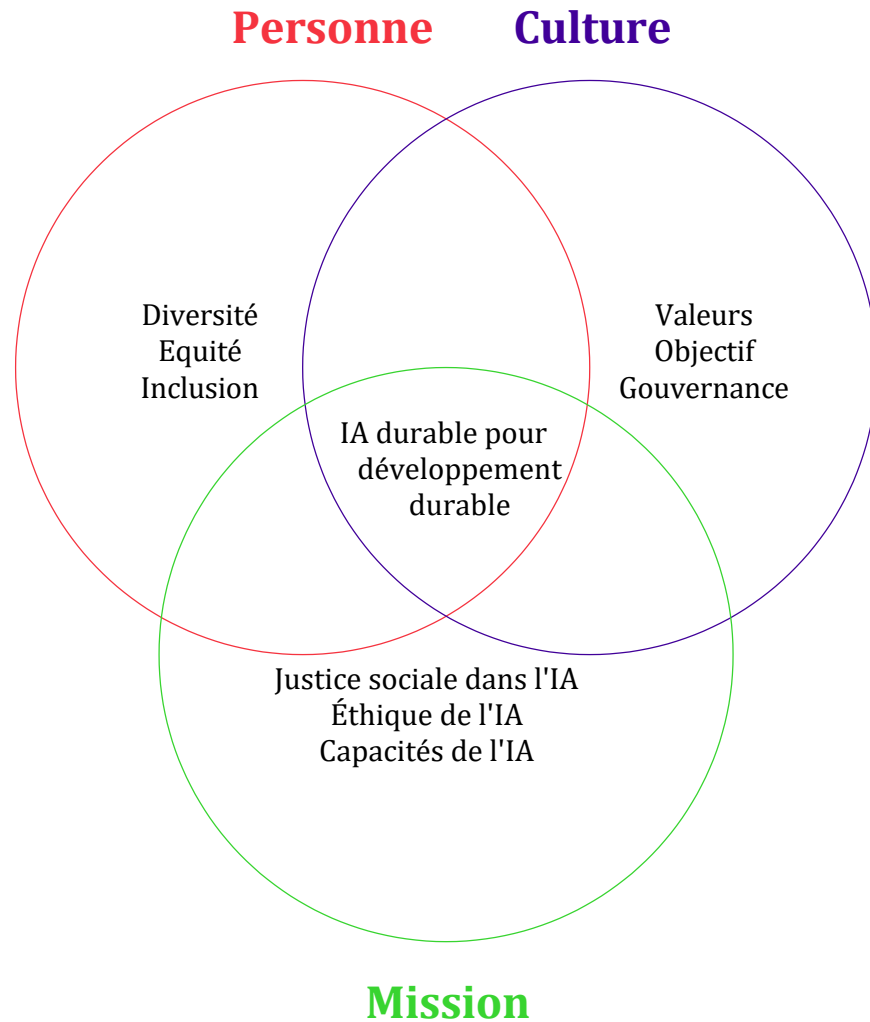 Personne
Culture
Diversité
Equité
Inclusion
Valeurs
Objectif
Gouvernance
IA durable pour
développement
durable
Justice sociale dans l'IA
Éthique de l'IA
Capacités de l'IA
Mission